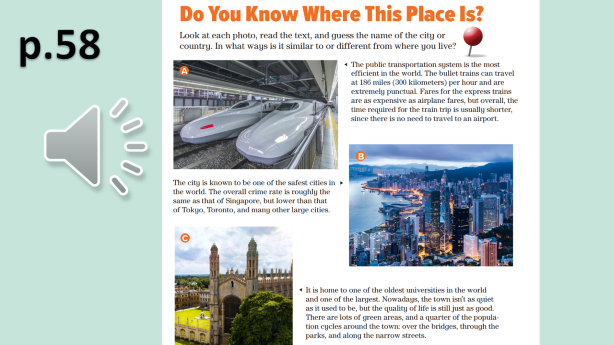 p.58
Do You Know Where This Place Is?
Look at each photo, read the text, and guess the name of the city or
country. In what ways is it similar to or different from where you live?
A
The public transportation system is the most
efficient in the world. The bullet trains can travel
at 186 miles (300 kilometers) per hour and are
extremely punctual. Fares for the express trains
are as expensive as airplane fares, but overall, the
time required for the train trip is usually shorter,
since there is no need to travel to an airport.
B
The city is known to be one of the safest cities in
the world. The overall crime rate is roughly the
same as that of Singapore, but lower than that
of Tokyo, Toronto, and many other large cities.
C
It is home to one of the oldest universities in the world
and one of the largest. Nowadays, the town isn't as quiet
as it used to be, but the quality of life is still just as good.
There are lots of green areas, and a quarter of the popula-
tion cycles around the town: over the bridges, through the
parks, and along the narrow streets.